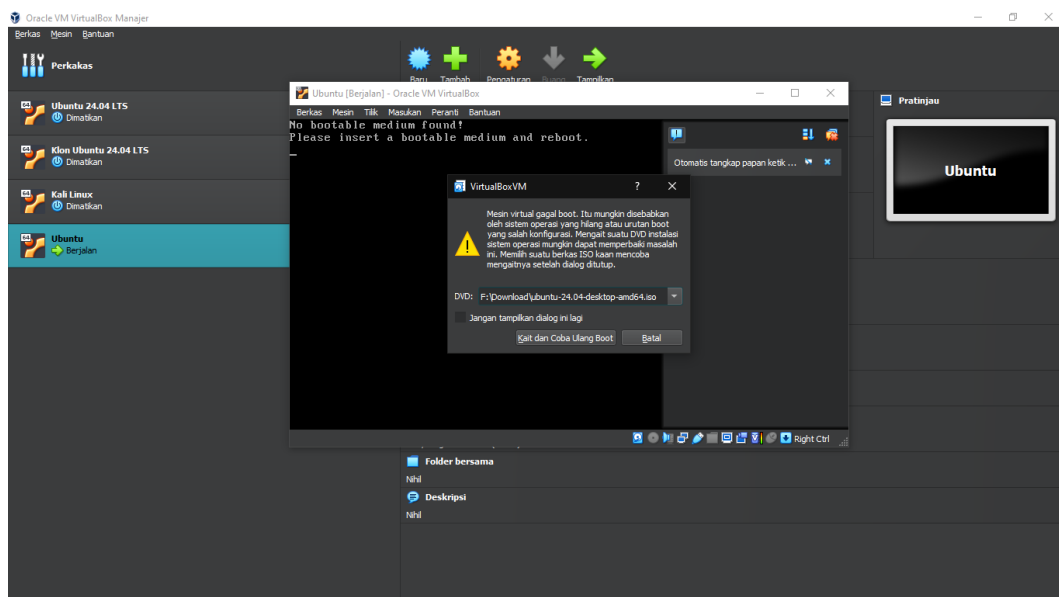 Oracle VM VirtualBox Manajer
Berkas Mesin Bantuan
Perkakas
Baru Tambah Pengaturan Buang Tampilkan
Ubuntu 24.04 LTS
Dimatikan
Klon Ubuntu 24.04 LTS
Dimatikan
Kali Linux
Dimatikan
Ubuntu
Berjalan
Ubuntu [Berjalan] - Oracle VM VirtualBox
Berkas Mesin Tilik Masukan Peranti Bantuan
No bootable medium found!
Please insert a bootable medium and reboot.
Otomatis tangkap papan ketik ...
VirtualBoxVM
Mesin virtual gagal boot. Itu mungkin disebabkan
oleh sistem operasi yang hilang atau urutan boot
yang salah konfigurasi. Mengait suatu DVD instalasi
sistem operasi mungkin dapat memperbaiki masalah
ini. Memilih suatu berkas ISO kaan mencoba
mengaitnya setelah dialog ditutup.
DVD: F:\Download\ubuntu-24.04-desktop-amd64.iso
Jangan tampilkan dialog ini lagi
Kait dan Coba Ulang Boot Batal
Right Ctrl
Pratinjau
Ubuntu
Folder bersama
Nihil
Deskripsi
Nihil